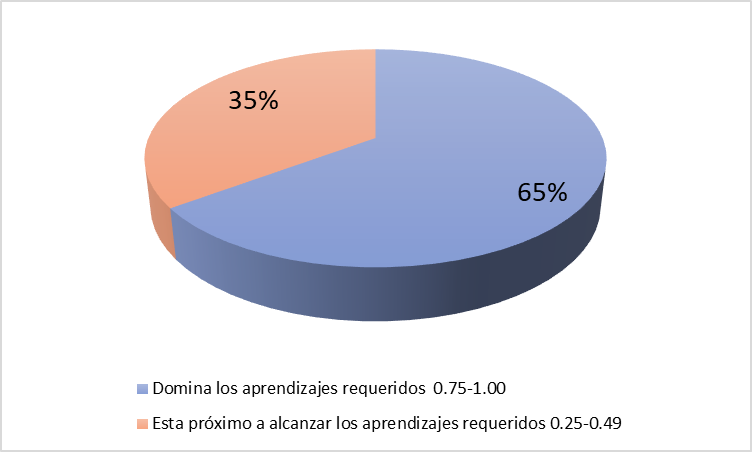 35%
65%
Domina los aprendizajes requeridos  0.75-1.00
Esta próximo a alcanzar los aprendizajes requeridos 0.25-0.49